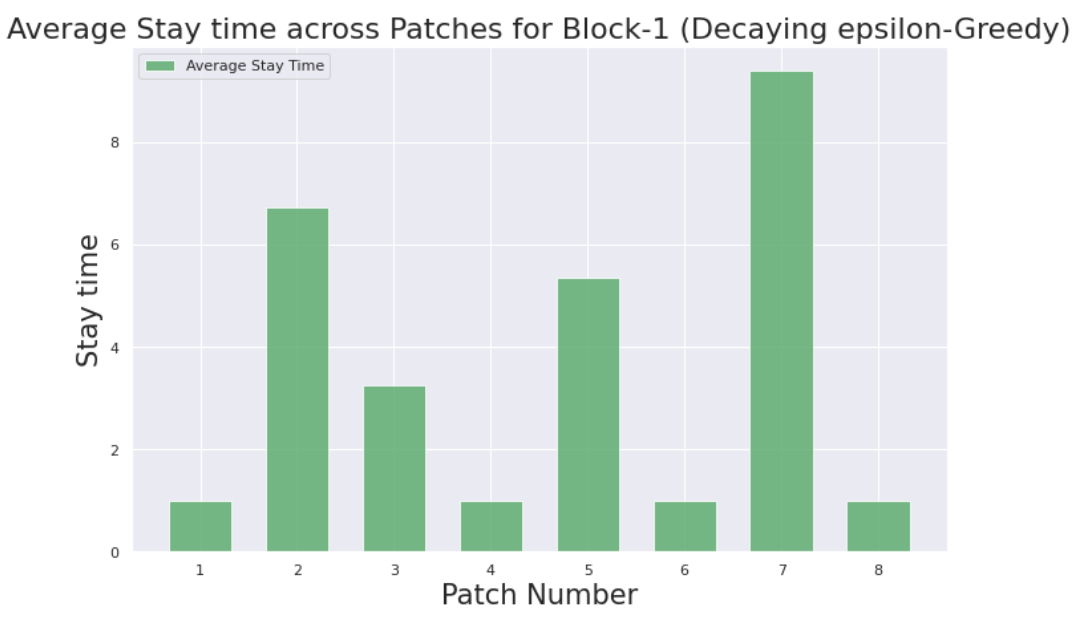 Average Stay time across Patches for Block-1 (Decaying epsilon-Greedy)
Average Stay Time
8
6
4
2
0
Stay time
1 2 3 4 5 6 7 8
Patch Number